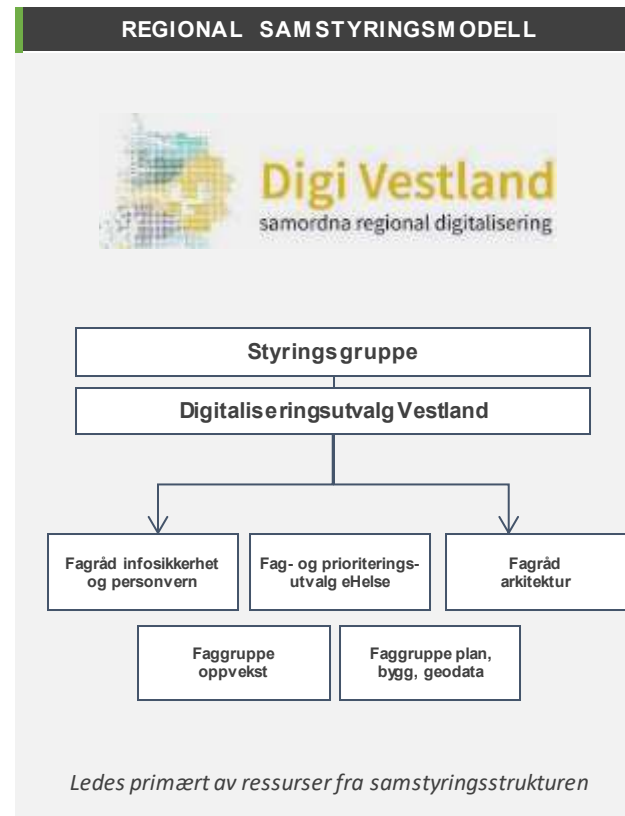 REGIONAL SAMSTYRINGSMODELL
Digi Vestland
samordna regional digitalisering
Styringsgruppe
Digitaliseringsutvalg Vestland
Fagråd infosikkerhet
og personvern
Fag- og prioriterings-
utvalg eHelse
Fagråd
arkitektur
Faggruppe
oppvekst
Faggruppe plan,
bygg, geodata
Ledes primært av ressurser fra samstyringsstrukturen